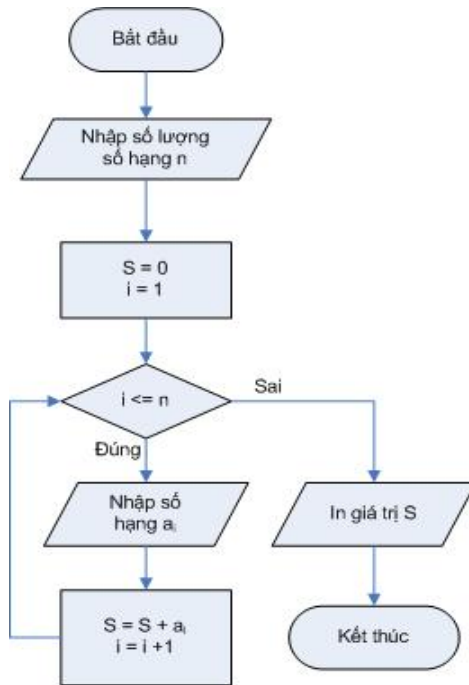 Bắt đầu
Nhập số lượng
số hạng n
S = 0
i = 1
i <= n
Sai
Đúng
Nhập số
hạng aᵢ
In giá trị S
S = S + aᵢ
i = i +1
Kết thúc